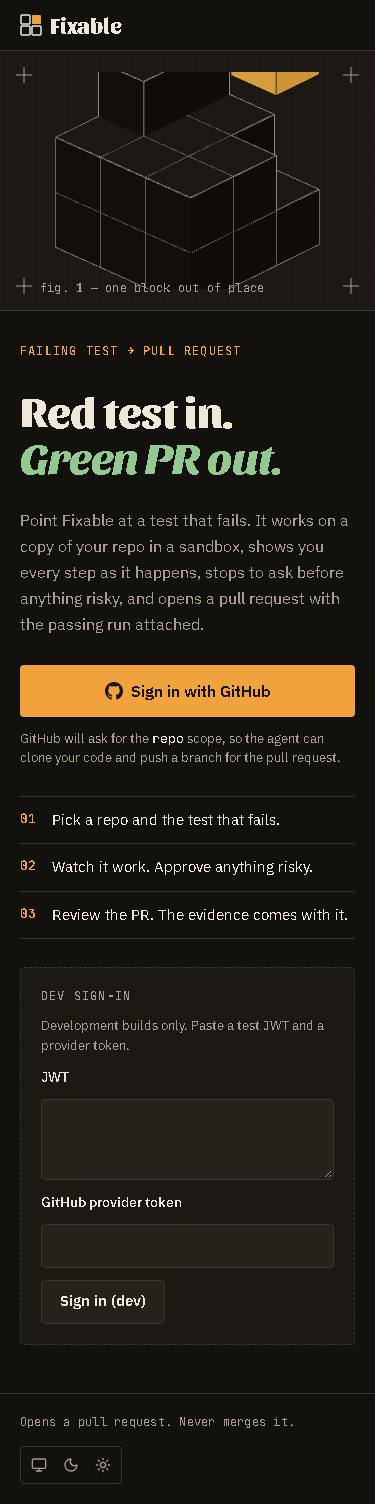 Fixable
fig. 1 — one block out of place
FAILING TEST → PULL REQUEST
Red test in.
Green PR out.
Point Fixable at a test that fails. It works on a
copy of your repo in a sandbox, shows you
every step as it happens, stops to ask before
anything risky, and opens a pull request with
the passing run attached.
Sign in with GitHub
GitHub will ask for the repo scope, so the agent can
clone your code and push a branch for the pull request.
01 Pick a repo and the test that fails.
02 Watch it work. Approve anything risky.
03 Review the PR. The evidence comes with it.
DEV SIGN-IN
Development builds only. Paste a test JWT and a
provider token.
JWT
GitHub provider token
Sign in (dev)
Opens a pull request. Never merges it.